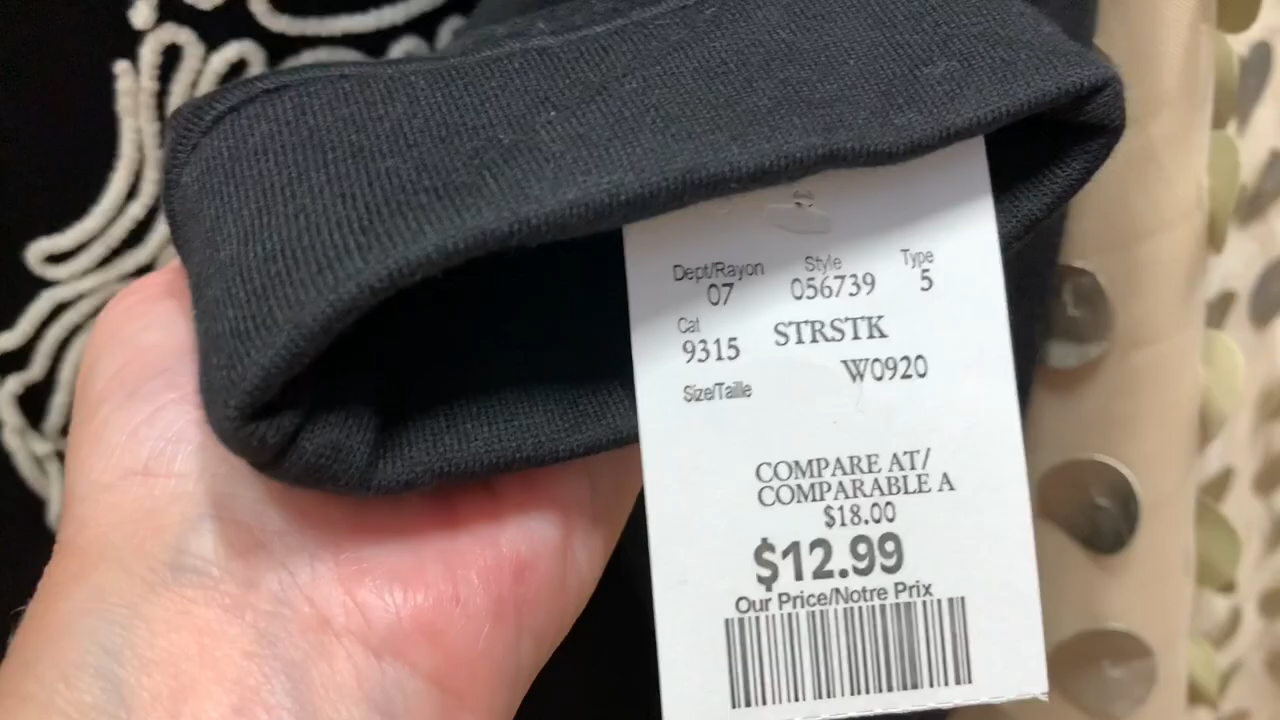 Dept/Rayon Style Type
07 056739 5
Cat
9315 STRSTK
W0920
Size/Taille
COMPARE AT/
COMPARABLE A
$18.00
$12.99
Our Price/Notre Prix